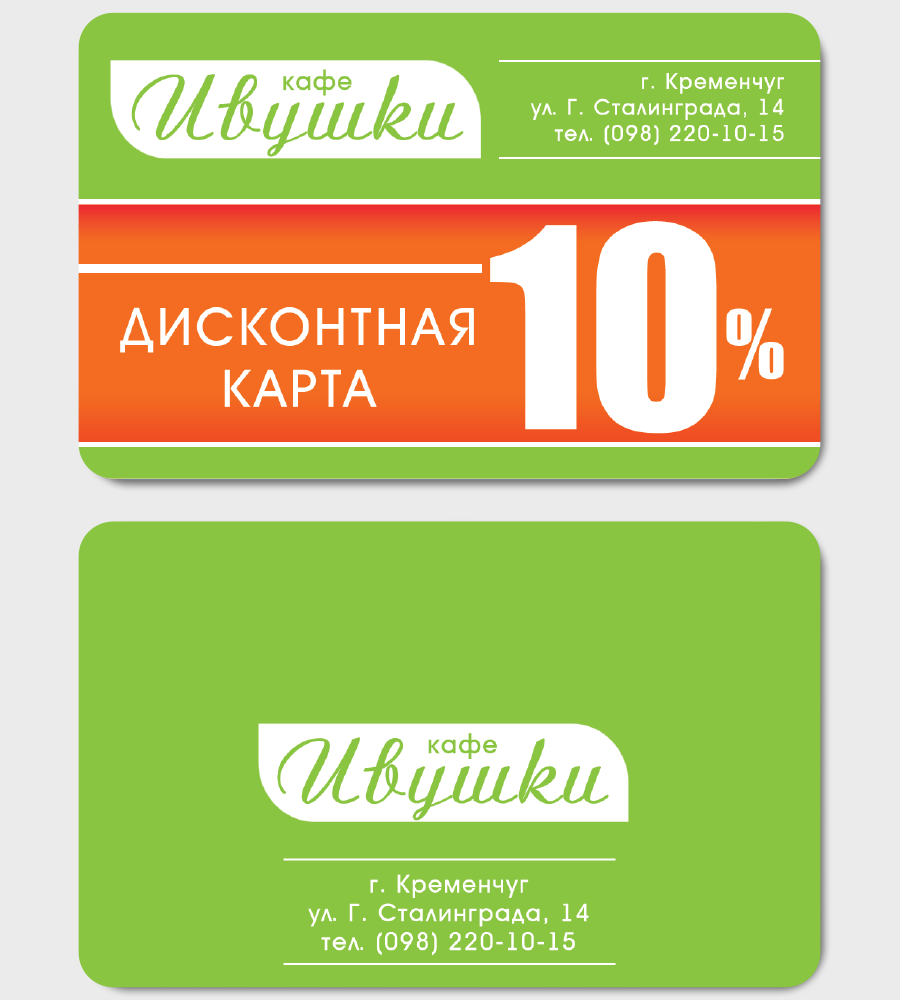 кафе
Ивушки
г. Кременчуг
ул. Г. Сталинграда, 14
тел. (098) 220-10-15
ДИСКОНТНАЯ
КАРТА
10%
кафе
Ивушки
г. Кременчуг
ул. Г. Сталинграда, 14
тел. (098) 220-10-15